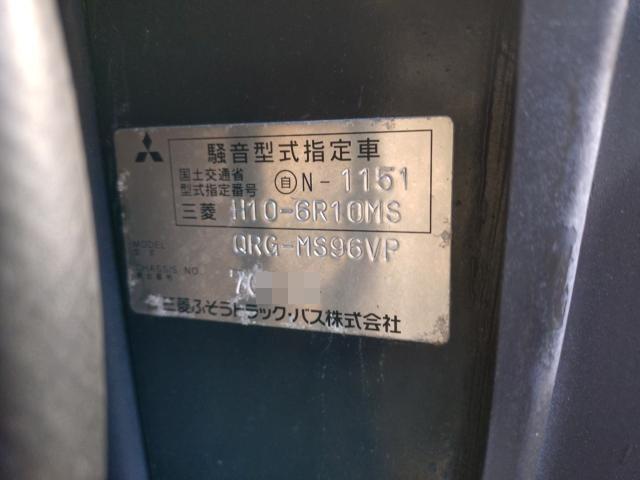 騒音型式指定車
国土交通省
型式指定番号 自 N-1151
三菱 H10-6R10MS
MODEL QRG-MS96VP
CHASSIS NO.
三菱ふそうトラック・バス株式会社